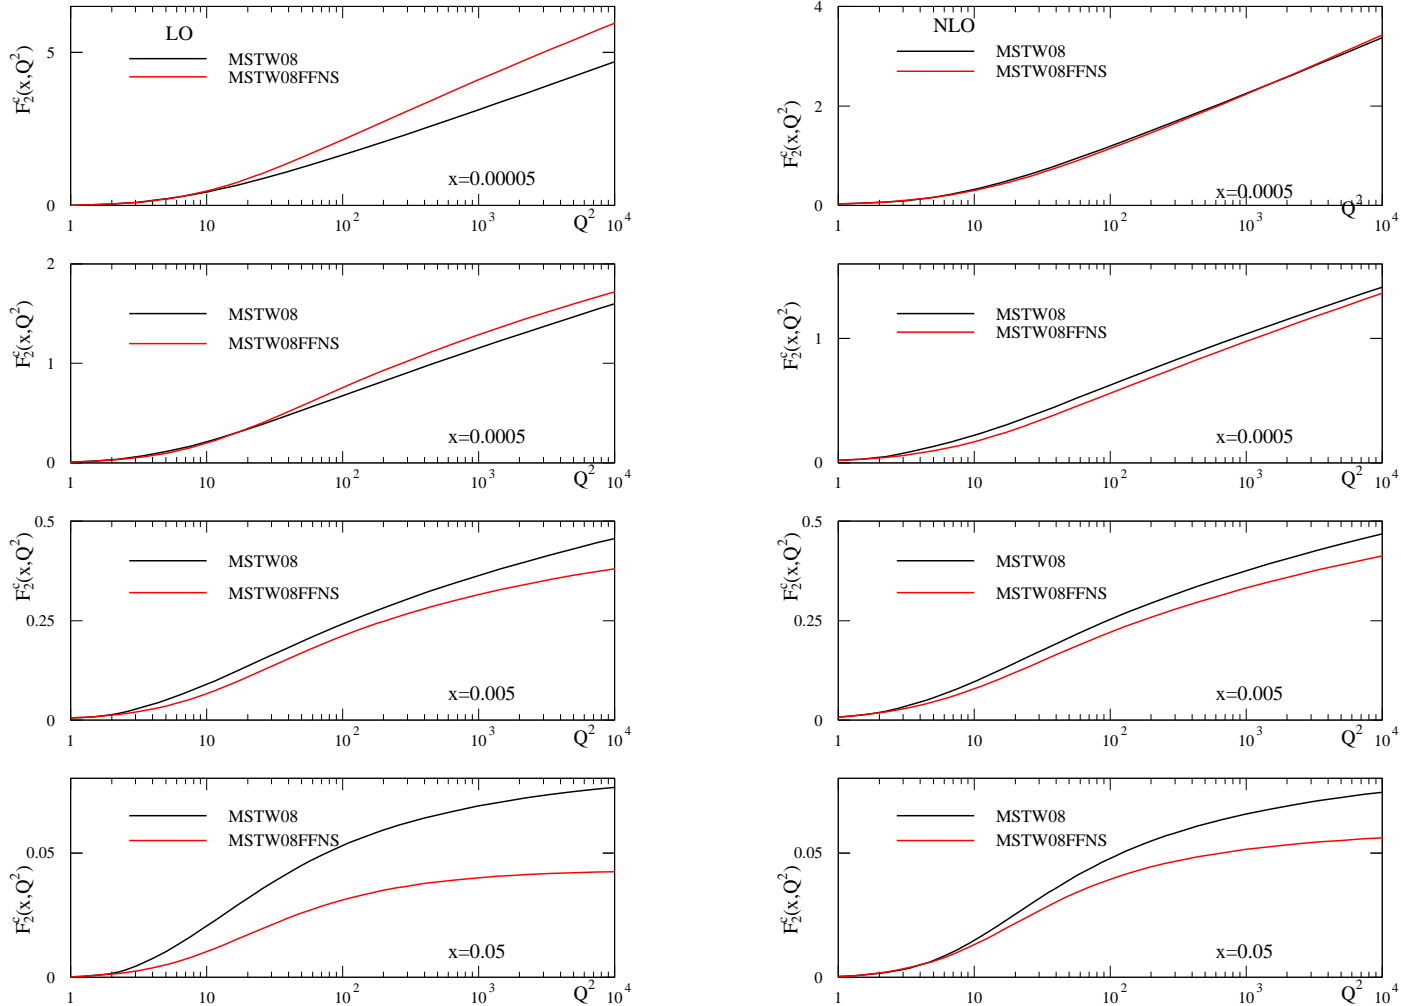 LO
MSTW08
MSTW08FFNS
F₂ᶜ(x,Q²)
5
0
x=0.00005
1 10 10² 10³ Q² 10⁴
NLO
MSTW08
MSTW08FFNS
F₂ᶜ(x,Q²)
4
2
0
x=0.0005
1 10 10² 10³ Q² 10⁴
MSTW08
MSTW08FFNS
F₂ᶜ(x,Q²)
2
1
0
x=0.0005
1 10 10² 10³ Q² 10⁴
MSTW08
MSTW08FFNS
F₂ᶜ(x,Q²)
1
0
x=0.0005
1 10 10² 10³ Q² 10⁴
MSTW08
MSTW08FFNS
F₂ᶜ(x,Q²)
0.5
0.25
0
x=0.005
1 10 10² 10³ Q² 10⁴
MSTW08
MSTW08FFNS
F₂ᶜ(x,Q²)
0.5
0.25
0
x=0.005
1 10 10² 10³ Q² 10⁴
MSTW08
MSTW08FFNS
F₂ᶜ(x,Q²)
0.05
0
x=0.05
1 10 10² 10³ Q² 10⁴
MSTW08
MSTW08FFNS
F₂ᶜ(x,Q²)
0.05
0
x=0.05
1 10 10² 10³ Q² 10⁴